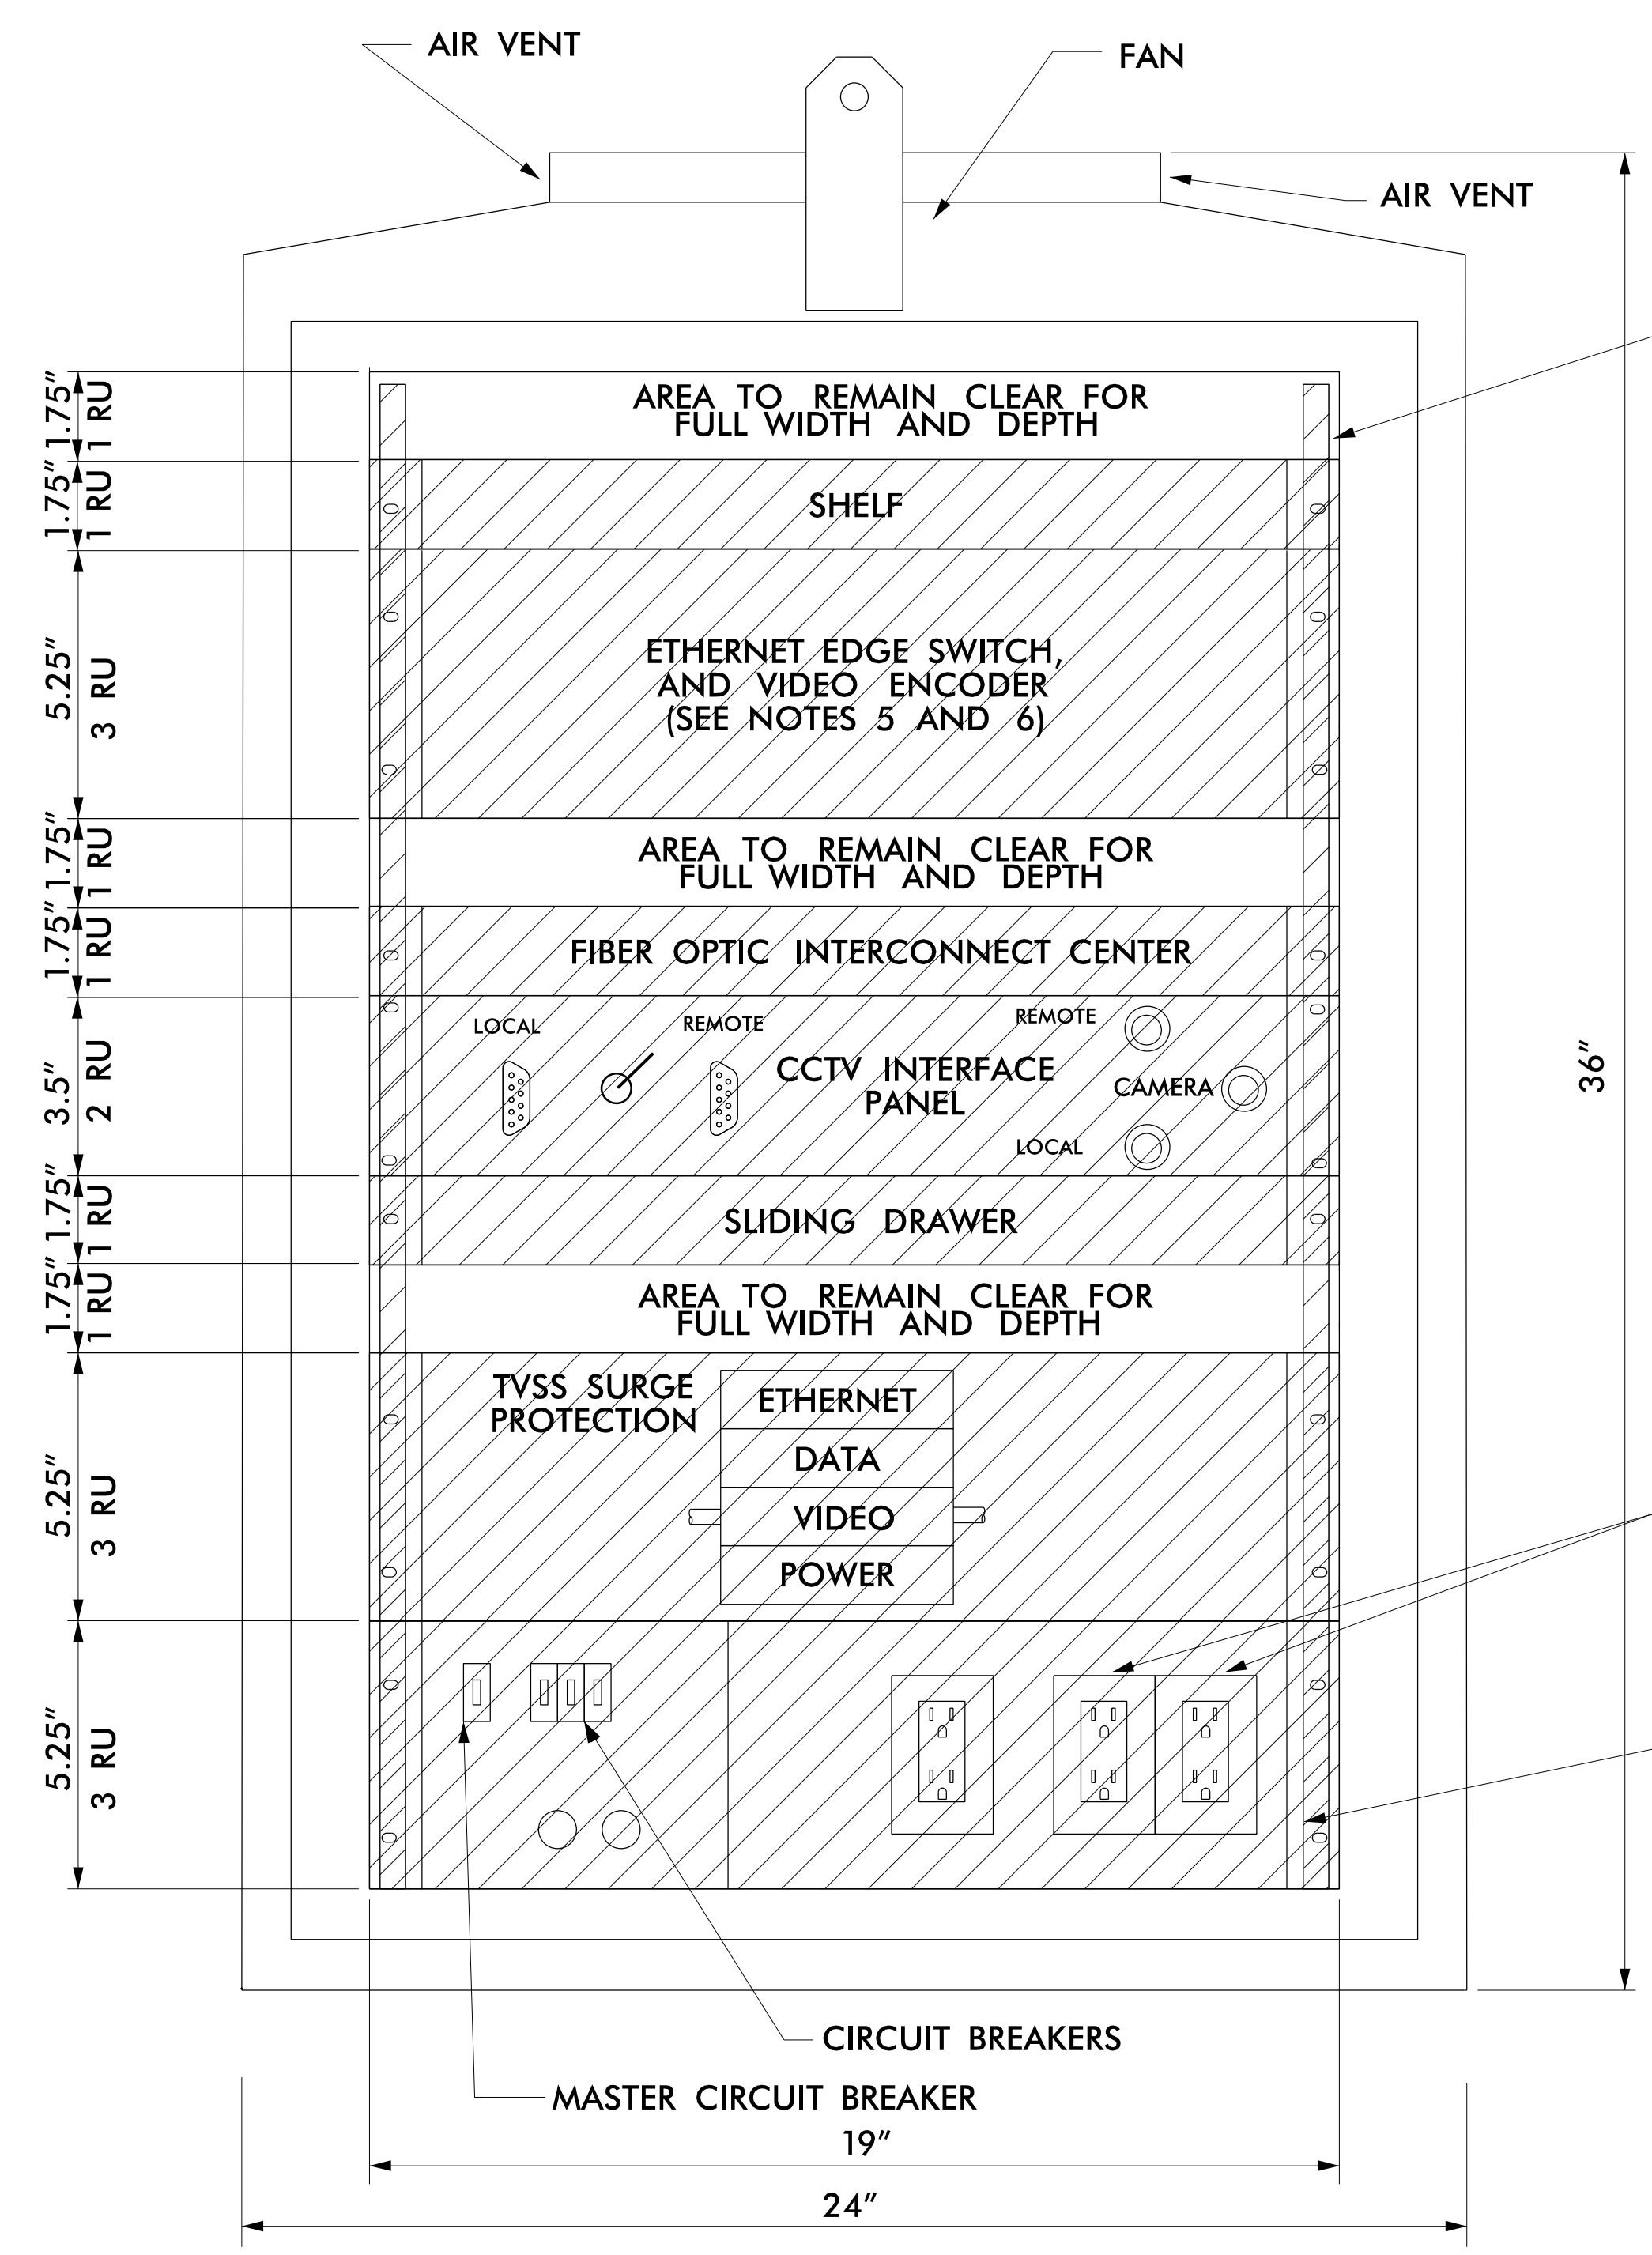 AIR VENT
FAN
AIR VENT
1.75" 1 RU
AREA TO REMAIN CLEAR FOR
FULL WIDTH AND DEPTH
1.75" 1 RU
SHELF
5.25" 3 RU
ETHERNET EDGE SWITCH,
AND VIDEO ENCODER
(SEE NOTES 5 AND 6)
1.75" 1 RU
AREA TO REMAIN CLEAR FOR
FULL WIDTH AND DEPTH
1.75" 1 RU
FIBER OPTIC INTERCONNECT CENTER
3.5" 2 RU
LOCAL
REMOTE
CCTV INTERFACE
PANEL
REMOTE
CAMERA
LOCAL
36"
1.75" 1 RU
SLIDING DRAWER
1.75" 1 RU
AREA TO REMAIN CLEAR FOR
FULL WIDTH AND DEPTH
5.25" 3 RU
TVSS SURGE
PROTECTION
ETHERNET
DATA
VIDEO
POWER
5.25" 3 RU
CIRCUIT BREAKERS
MASTER CIRCUIT BREAKER
19"
24"